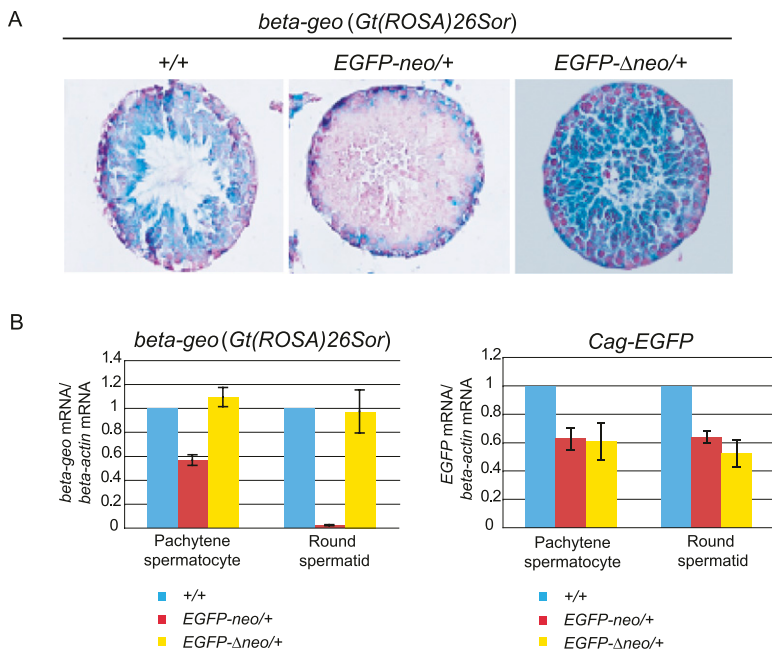 A
beta-geo (Gt(ROSA)26Sor)
+/+ EGFP-neo/+ EGFP-Δneo/+
B
beta-geo (Gt(ROSA)26Sor)
beta-geo mRNA/
beta-actin mRNA
1.4
1.2
1
0.8
0.6
0.4
0.2
0
Pachytene
spermatocyte
Round
spermatid
+/+
EGFP-neo/+
EGFP-Δneo/+
Cag-EGFP
EGFP mRNA/
beta-actin mRNA
1.2
1
0.8
0.6
0.4
0.2
0
Pachytene
spermatocyte
Round
spermatid
+/+
EGFP-neo/+
EGFP-Δneo/+